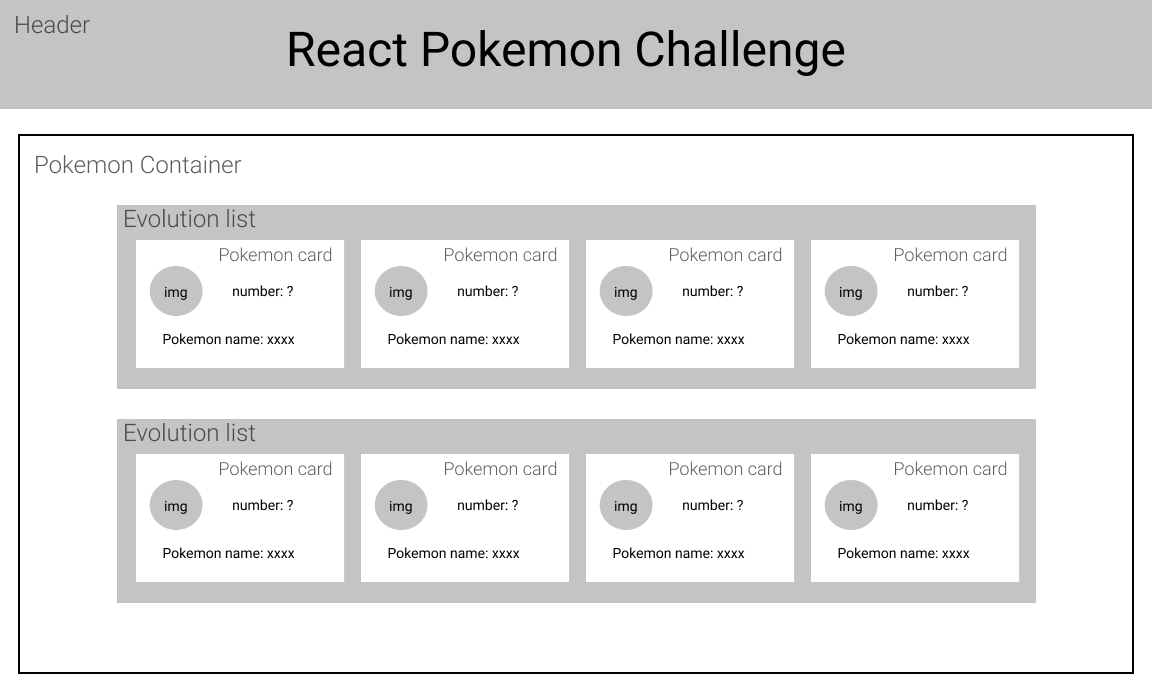 Header
React Pokemon Challenge
Pokemon Container
Evolution list
Pokemon card Pokemon card Pokemon card Pokemon card
img number: ? img number: ? img number: ? img number: ?
Pokemon name: xxxx Pokemon name: xxxx Pokemon name: xxxx Pokemon name: xxxx
Evolution list
Pokemon card Pokemon card Pokemon card Pokemon card
img number: ? img number: ? img number: ? img number: ?
Pokemon name: xxxx Pokemon name: xxxx Pokemon name: xxxx Pokemon name: xxxx